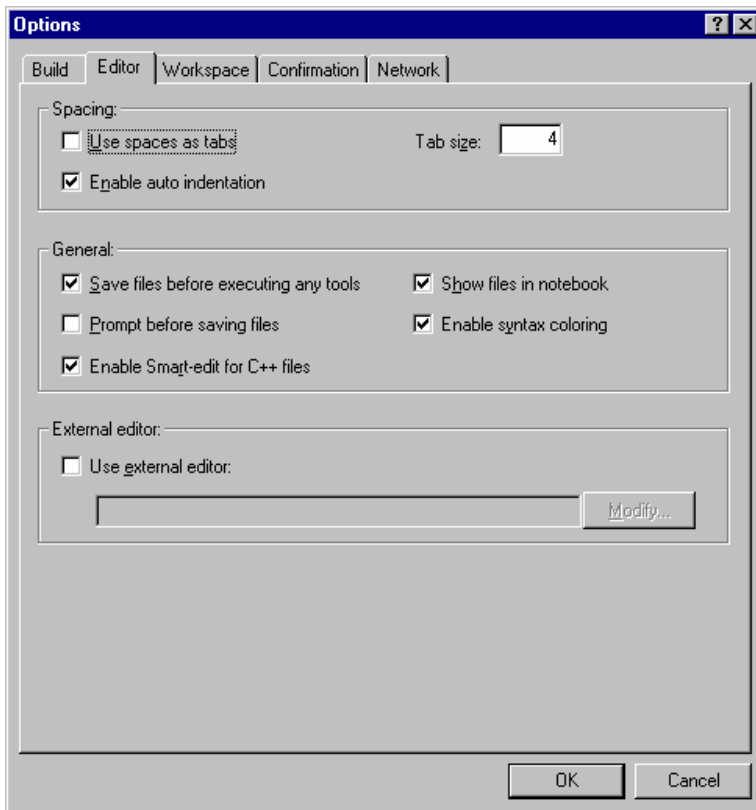 Options
Build Editor Workspace Confirmation Network
Spacing:
Use spaces as tabs Tab size: 4
Enable auto indentation
General:
Save files before executing any tools Show files in notebook
Prompt before saving files Enable syntax coloring
Enable Smart-edit for C++ files
External editor:
Use external editor:
Modify...
OK Cancel